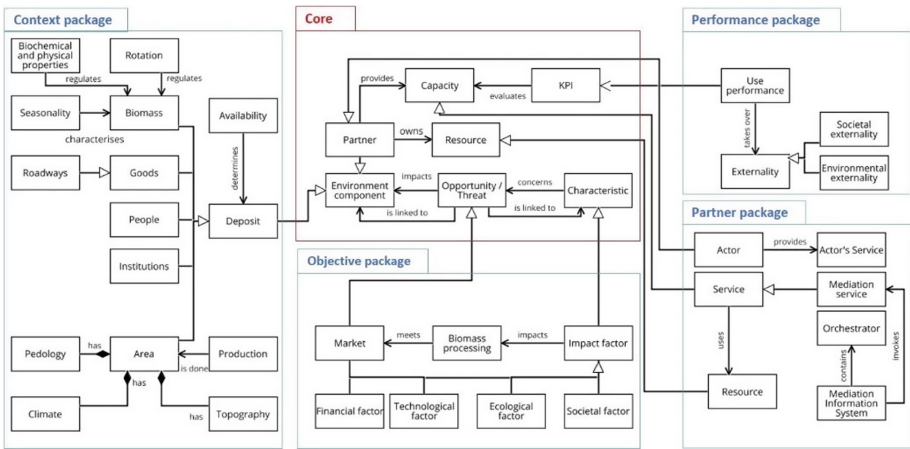 Context package
Biochemical
and physical
properties
Rotation
regulates
regulates
Seasonality
Biomass
Availability
characterises
Roadways
Goods
determines
People
Deposit
Institutions
Pedology
has
Area
Production
is done
has
Climate
has
Topography
Core
provides
Capacity
KPI
evaluates
Partner
owns
Resource
Environment
component
impacts
Opportunity /
Threat
concerns
Characteristic
is linked to
is linked to
Objective package
Market
meets
Biomass
processing
impacts
Impact factor
Financial factor
Technological
factor
Ecological
factor
Societal factor
Performance package
Use
performance
takes over
Societal
externality
Externality
Environmental
externality
Partner package
Actor
provides
Actor's Service
Service
Mediation
service
uses
Orchestrator
invokes
contains
Resource
Mediation
Information
System